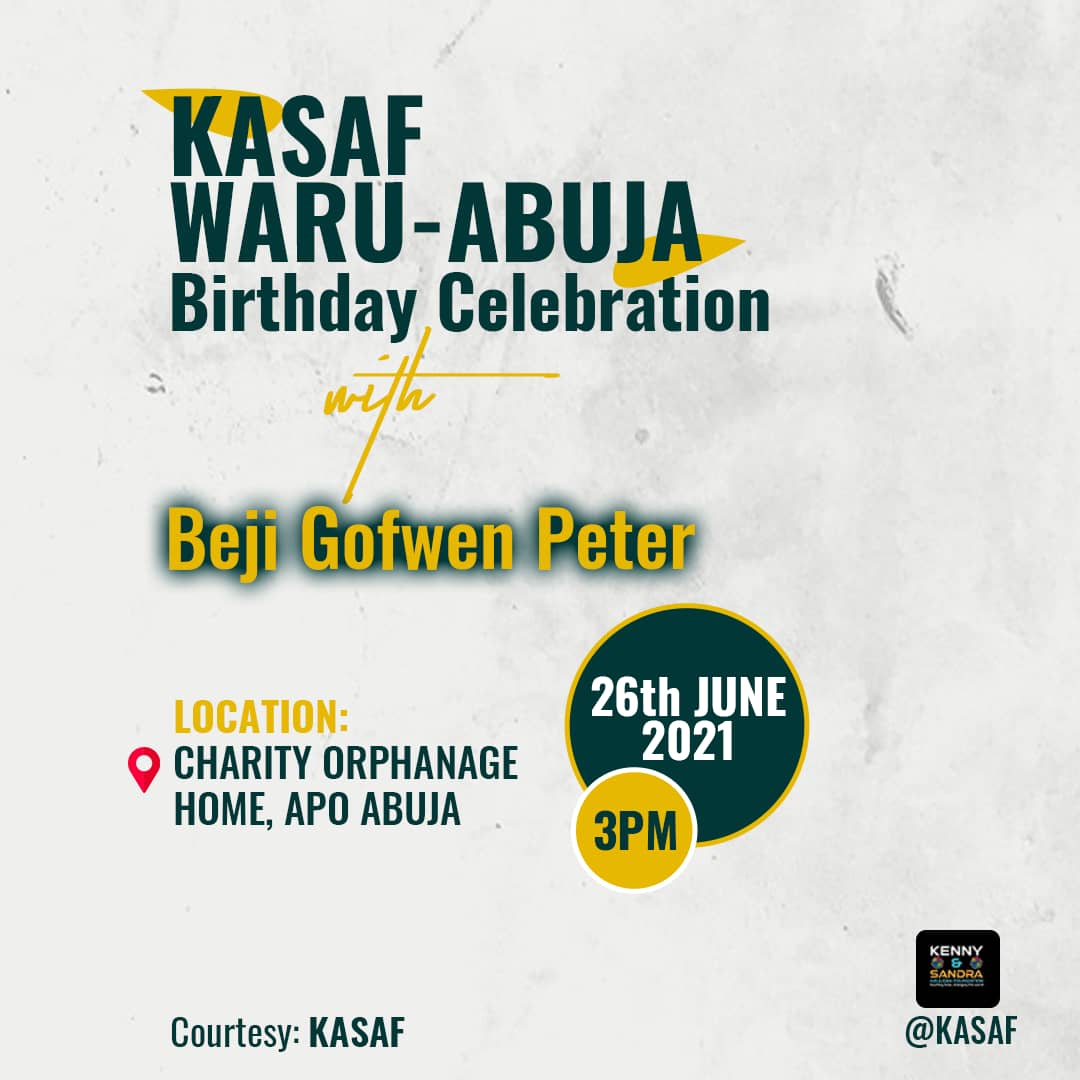 KASAF
WARU-ABUJA
Birthday Celebration
with
Beji Gofwen Peter
LOCATION:
CHARITY ORPHANAGE
HOME, APO ABUJA
26th JUNE
2021
3PM
KENNY
&
SANDRA
@KASAF
Courtesy: KASAF